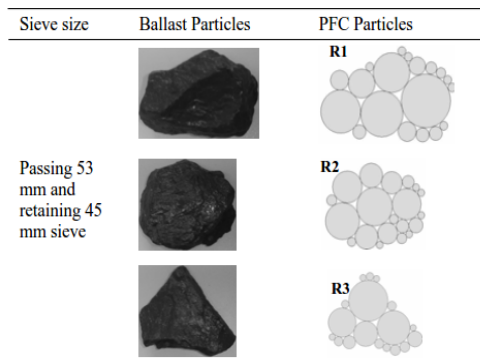 Sieve size Ballast Particles PFC Particles
R1
Passing 53
mm and
retaining 45
mm sieve
R2
R3